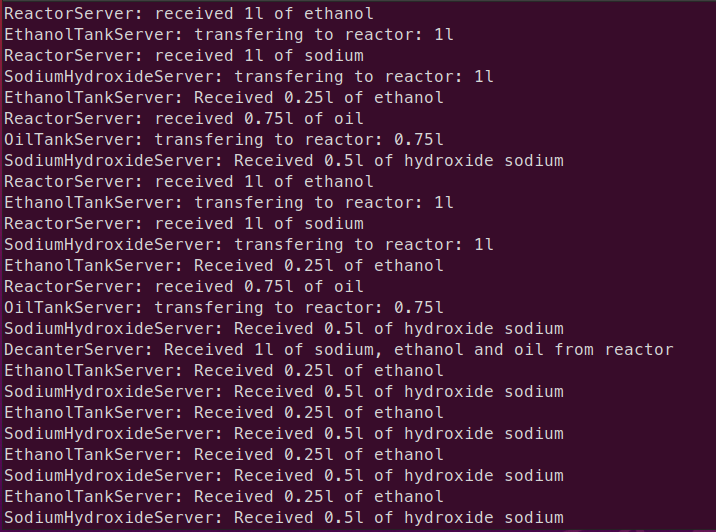 ReactorServer: received 1l of ethanol
EthanolTankServer: transfering to reactor: 1l
ReactorServer: received 1l of sodium
SodiumHydroxideServer: transfering to reactor: 1l
EthanolTankServer: Received 0.25l of ethanol
ReactorServer: received 0.75l of oil
OilTankServer: transfering to reactor: 0.75l
SodiumHydroxideServer: Received 0.5l of hydroxide sodium
ReactorServer: received 1l of ethanol
EthanolTankServer: transfering to reactor: 1l
ReactorServer: received 1l of sodium
SodiumHydroxideServer: transfering to reactor: 1l
EthanolTankServer: Received 0.25l of ethanol
ReactorServer: received 0.75l of oil
OilTankServer: transfering to reactor: 0.75l
SodiumHydroxideServer: Received 0.5l of hydroxide sodium
DecanterServer: Received 1l of sodium, ethanol and oil from reactor
EthanolTankServer: Received 0.25l of ethanol
SodiumHydroxideServer: Received 0.5l of hydroxide sodium
EthanolTankServer: Received 0.25l of ethanol
SodiumHydroxideServer: Received 0.5l of hydroxide sodium
EthanolTankServer: Received 0.25l of ethanol
SodiumHydroxideServer: Received 0.5l of hydroxide sodium
EthanolTankServer: Received 0.25l of ethanol
SodiumHydroxideServer: Received 0.5l of hydroxide sodium